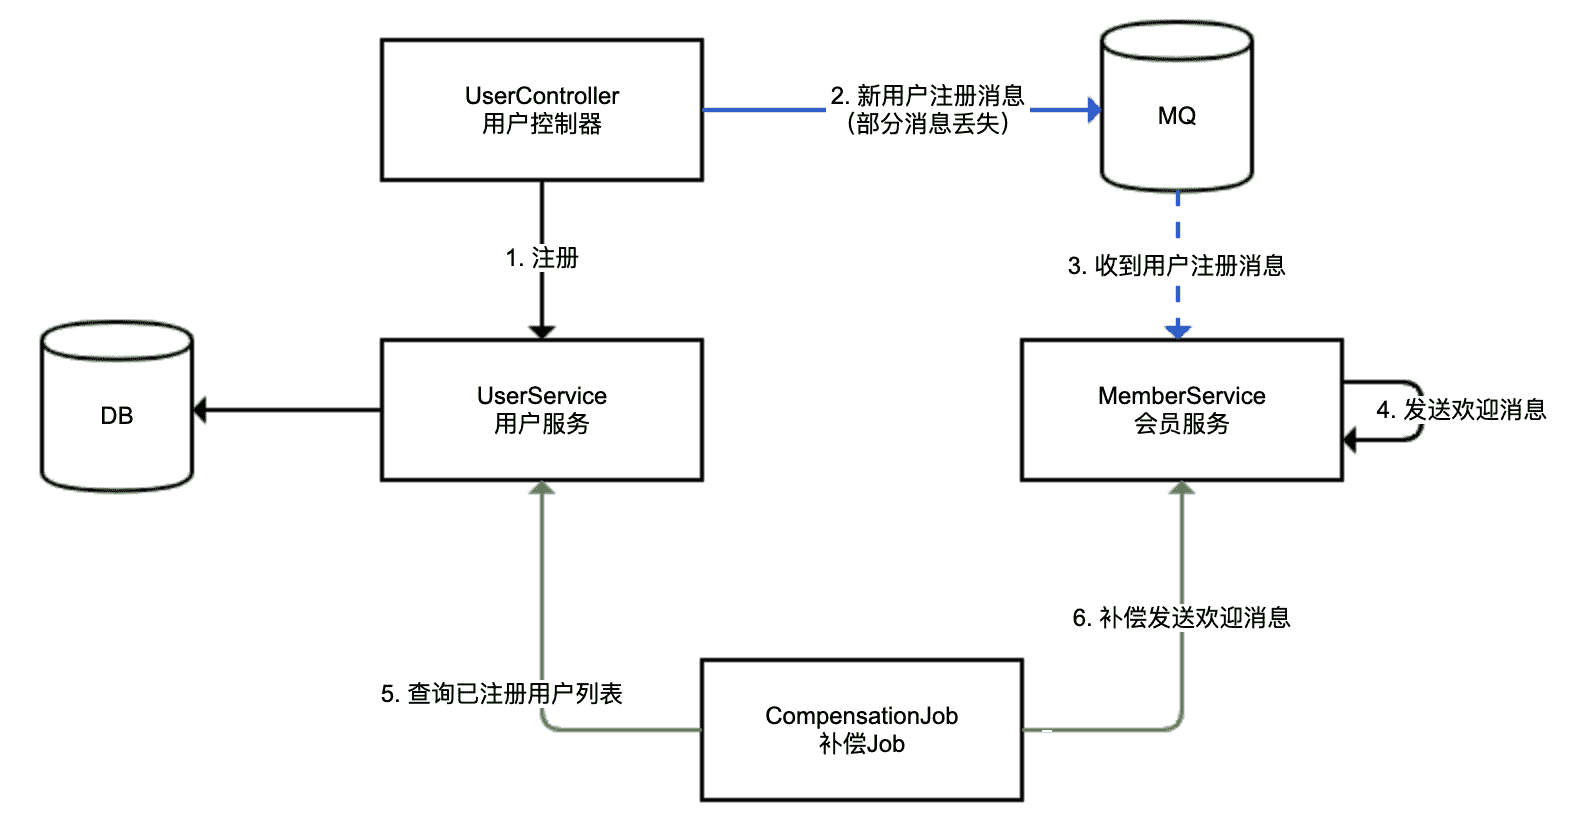 UserController
用户控制器
2. 新用户注册消息
（部分消息丢失）
MQ
1. 注册
3. 收到用户注册消息
DB
UserService
用户服务
MemberService
会员服务
4. 发送欢迎消息
6. 补偿发送欢迎消息
5. 查询已注册用户列表
CompensationJob
补偿Job